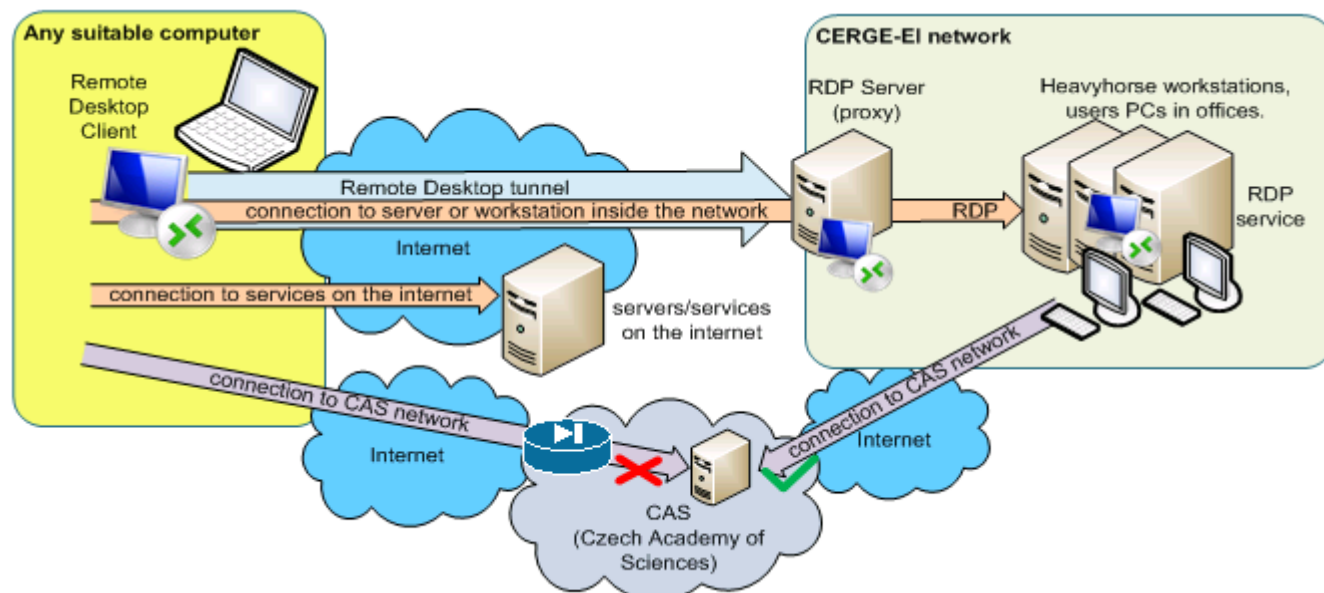 Any suitable computer
Remote
Desktop
Client
CERGE-EI network
RDP Server
(proxy)
Heavyhorse workstations,
users PCs in offices.
Remote Desktop tunnel
connection to server or workstation inside the network
RDP
RDP
service
Internet
connection to services on the internet
servers/services
on the internet
connection to CAS network
Internet
connection to CAS network
Internet
CAS
(Czech Academy of
Sciences)